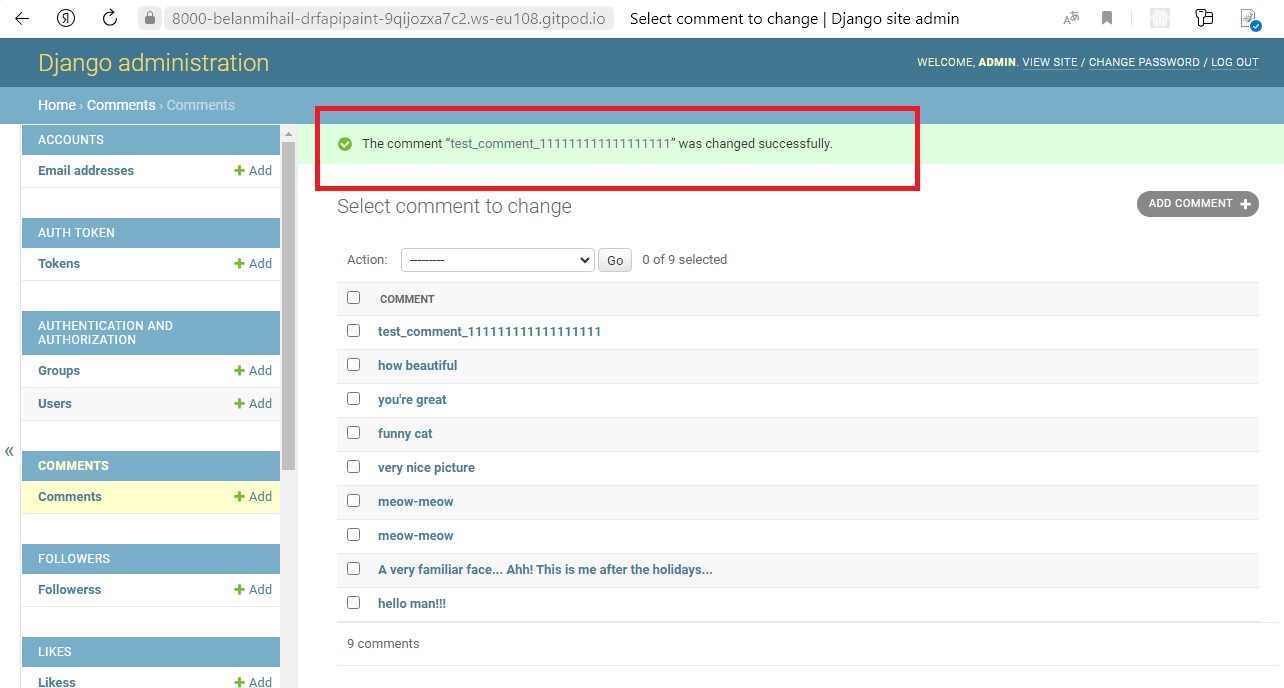 8000-belanmihail-drfapipaint-9qijozxa7c2.ws-eu108.gitpod.io Select comment to change | Django site admin
Django administration
WELCOME, ADMIN. VIEW SITE / CHANGE PASSWORD / LOG OUT
Home › Comments › Comments
ACCOUNTS
Email addresses + Add
AUTH TOKEN
Tokens + Add
AUTHENTICATION AND
AUTHORIZATION
Groups + Add
Users + Add
«
COMMENTS
Comments + Add
FOLLOWERS
Followerss + Add
LIKES
Likess + Add
The comment “test_comment_111111111111111111” was changed successfully.
Select comment to change
ADD COMMENT +
Action: --------- Go 0 of 9 selected
COMMENT
test_comment_111111111111111111
how beautiful
you're great
funny cat
very nice picture
meow-meow
meow-meow
A very familiar face... Ahh! This is me after the holidays...
hello man!!!
9 comments